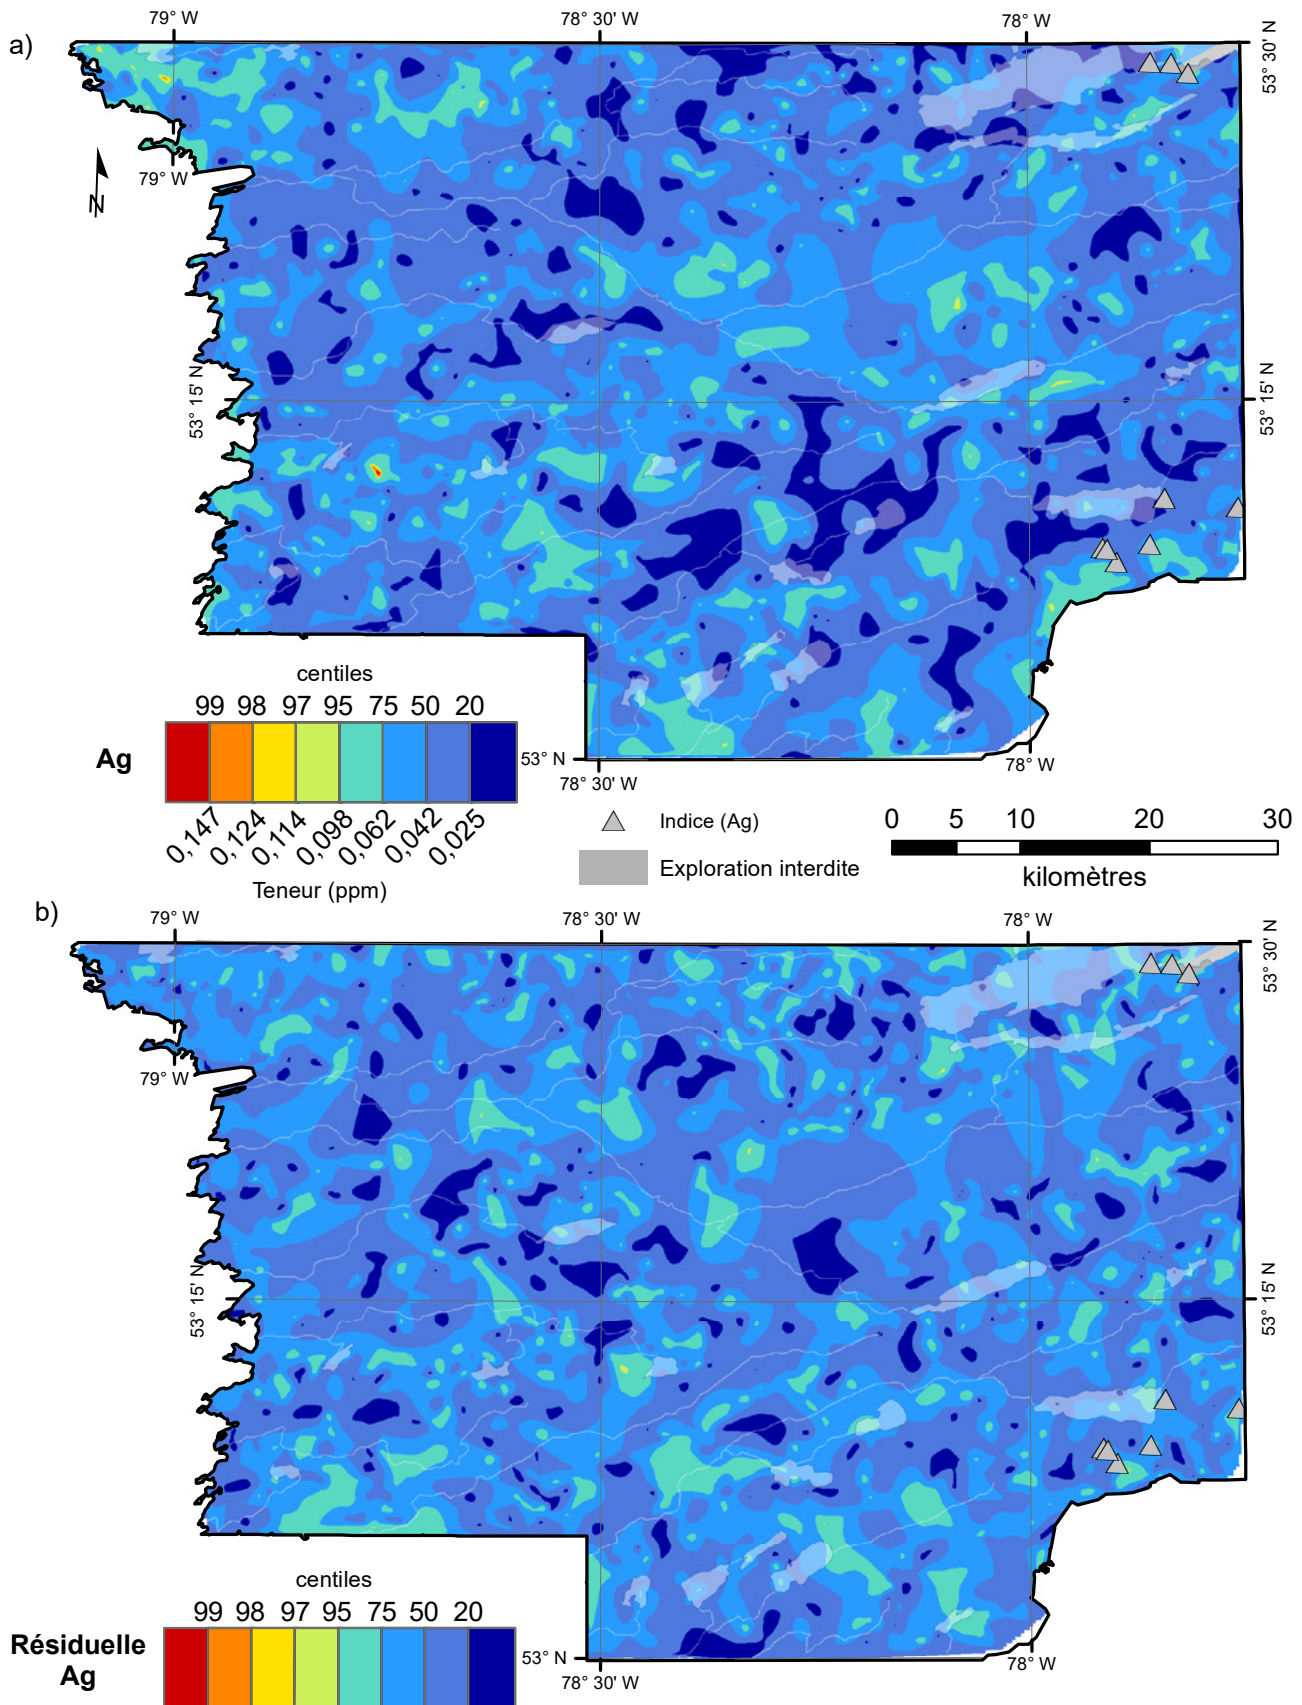 a)
79° W
78° 30' W
78° W
53° 30' N
N
79° W
53° 15' N
53° 15' N
centiles
99 98 97 95 75 50 20
Ag
0,147 0,124 0,114 0,098 0,062 0,042 0,025
Teneur (ppm)
53° N
78° 30' W
78° W
Indice (Ag)
Exploration interdite
0 5 10 20 30
kilomètres
b)
79° W
78° 30' W
78° W
53° 30' N
79° W
53° 15' N
53° 15' N
centiles
99 98 97 95 75 50 20
Résiduelle
Ag
53° N
78° 30' W
78° W